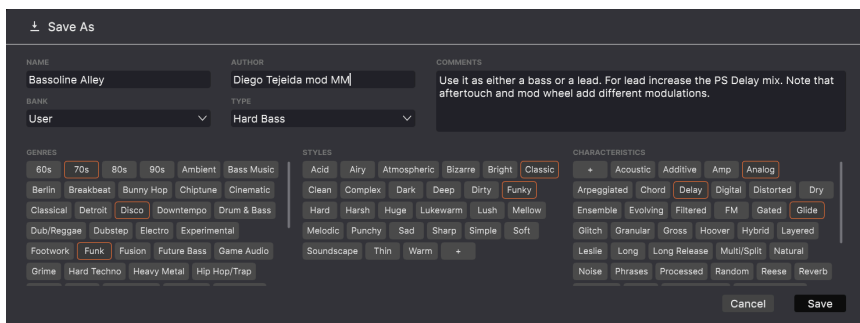 Save As
NAME AUTHOR COMMENTS
Bassoline Alley Diego Tejeida mod MM Use it as either a bass or a lead. For lead increase the PS Delay mix. Note that
aftertouch and mod wheel add different modulations.
BANK TYPE
User Hard Bass
GENRES
60s 70s 80s 90s Ambient Bass Music
Berlin Breakbeat Bunny Hop Chiptune Cinematic
Classical Detroit Disco Downtempo Drum & Bass
Dub/Reggae Dubstep Electro Experimental
Footwork Funk Fusion Future Bass Game Audio
Grime Hard Techno Heavy Metal Hip Hop/Trap
STYLES
Acid Airy Atmospheric Bizarre Bright Classic
Clean Complex Dark Deep Dirty Funky
Hard Harsh Huge Lukewarm Lush Mellow
Melodic Punchy Sad Sharp Simple Soft
Soundscape Thin Warm +
CHARACTERISTICS
+ Acoustic Additive Amp Analog
Arpeggiated Chord Delay Digital Distorted Dry
Ensemble Evolving Filtered FM Gated Glide
Glitch Granular Gross Hoover Hybrid Layered
Leslie Long Long Release Multi/Split Natural
Noise Phrases Processed Random Reese Reverb
Cancel Save